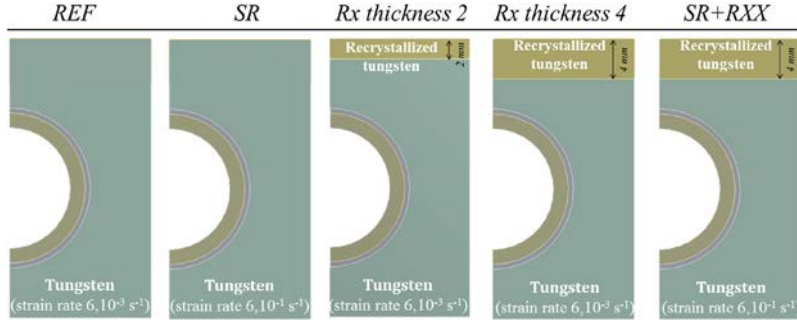 REF
SR
Rx thickness 2
Rx thickness 4
SR+RXX
Recrystallized
tungsten
2 mm
Recrystallized
tungsten
4 mm
Recrystallized
tungsten
4 mm
Tungsten
(strain rate 6,10⁻³ s⁻¹)
Tungsten
(strain rate 6,10⁻¹ s⁻¹)
Tungsten
(strain rate 6,10⁻³ s⁻¹)
Tungsten
(strain rate 6,10⁻³ s⁻¹)
Tungsten
(strain rate 6,10⁻¹ s⁻¹)